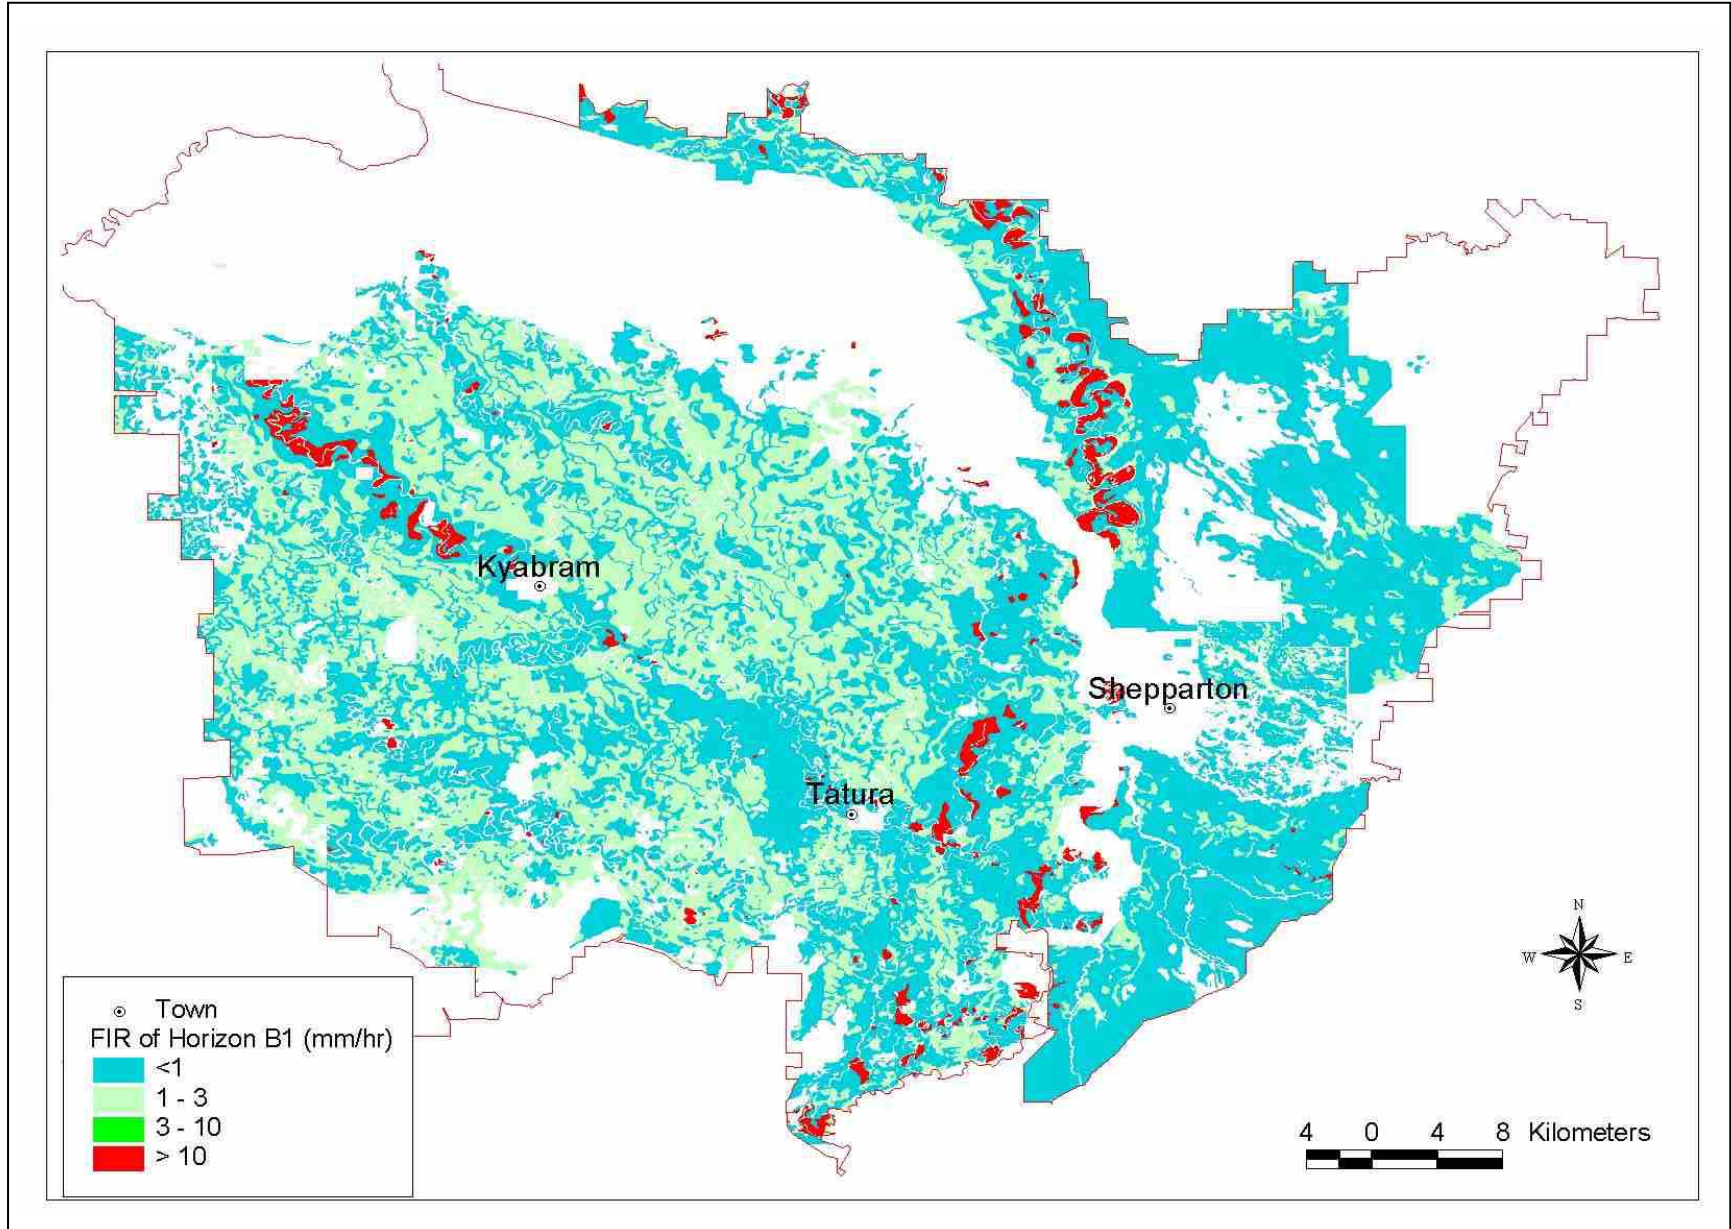 Kyabram
Shepparton
Tatura
N
W E
S
Town
FIR of Horizon B1 (mm/hr)
<1
1 - 3
3 - 10
> 10
4 0 4 8 Kilometers